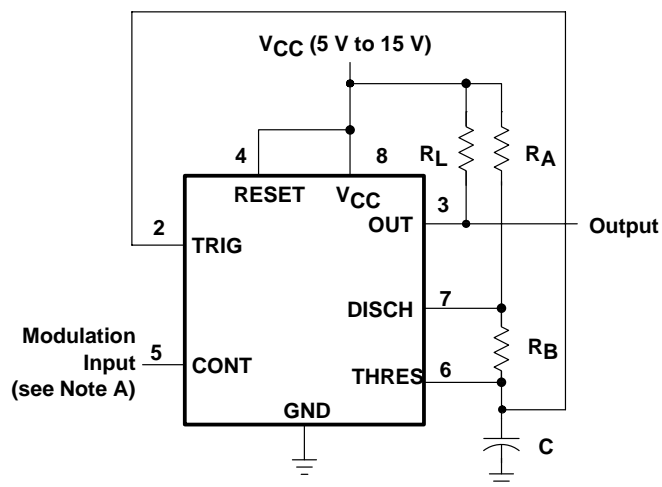 VCC (5 V to 15 V)
4
8
RL
RA
RESET
VCC
3
2
OUT
Output
TRIG
7
DISCH
Modulation
Input
(see Note A)
5
CONT
RB
6
THRES
GND
C